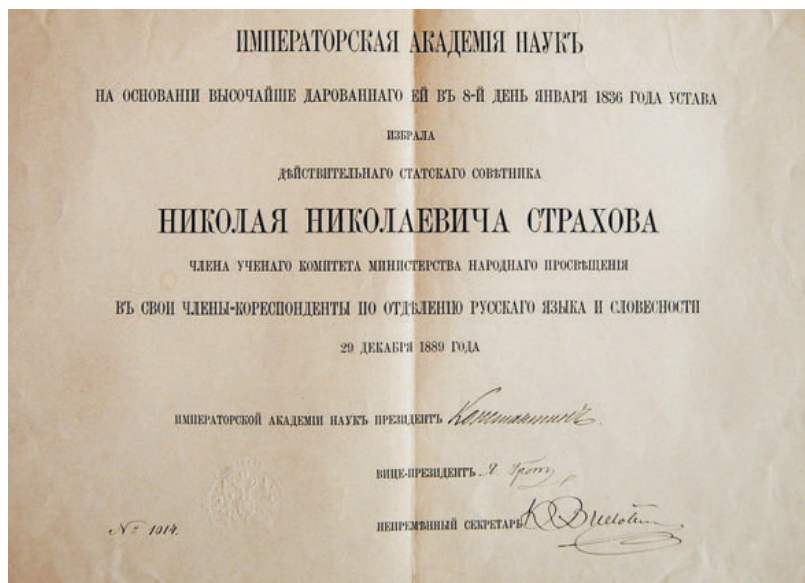 ИМПЕРАТОРСКАЯ АКАДЕМІЯ НАУКЪ
НА ОСНОВАНІИ ВЫСОЧАЙШЕ ДАРОВАННАГО ЕЙ ВЪ 8-Й ДЕНЬ ЯНВАРЯ 1836 ГОДА УСТАВА
ИЗБРАЛА
ДѢЙСТВИТЕЛЬНАГО СТАТСКАГО СОВѢТНИКА
НИКОЛАЯ НИКОЛАЕВИЧА СТРАХОВА
ЧЛЕНА УЧЕНАГО КОМИТЕТА МИНИСТЕРСТВА НАРОДНАГО ПРОСВѢЩЕНІЯ
ВЪ СВОИ ЧЛЕНЫ-КОРЕСПОНДЕНТЫ ПО ОТДѢЛЕНІЮ РУССКАГО ЯЗЫКА И СЛОВЕСНОСТИ
29 ДЕКАБРЯ 1889 ГОДА
ИМПЕРАТОРСКОЙ АКАДЕМІИ НАУКЪ ПРЕЗИДЕНТЪ Константинъ.
ВИЦЕ-ПРЕЗИДЕНТЪ Я. Гротъ
НЕПРЕМѢННЫЙ СЕКРЕТАРЬ
№ 1014.